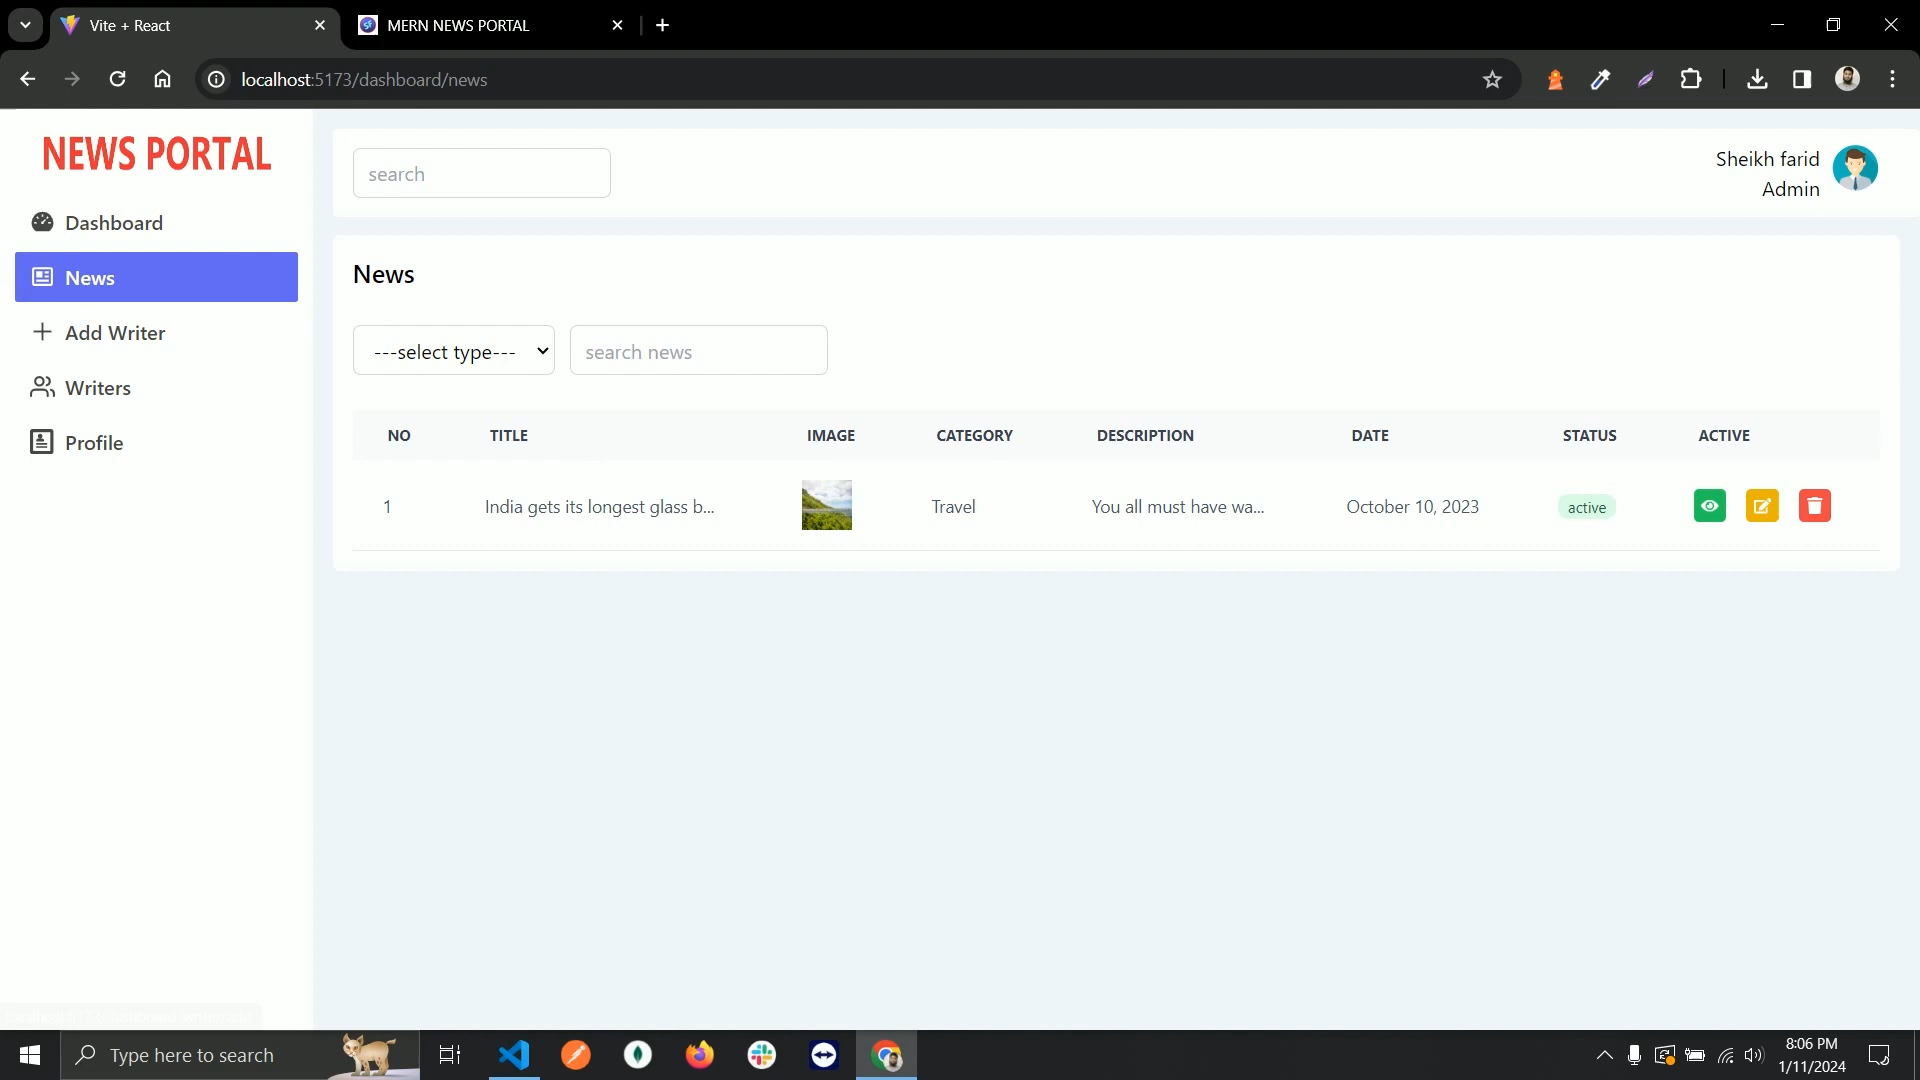 Vite + React
MERN NEWS PORTAL
localhost:5173/dashboard/news
NEWS PORTAL
Dashboard
News
Add Writer
Writers
Profile
search
Sheikh farid
Admin
News
---select type---
search news
NO TITLE IMAGE CATEGORY DESCRIPTION DATE STATUS ACTIVE
1 India gets its longest glass b... Travel You all must have wa... October 10, 2023 active
Type here to search
8:06 PM
1/11/2024